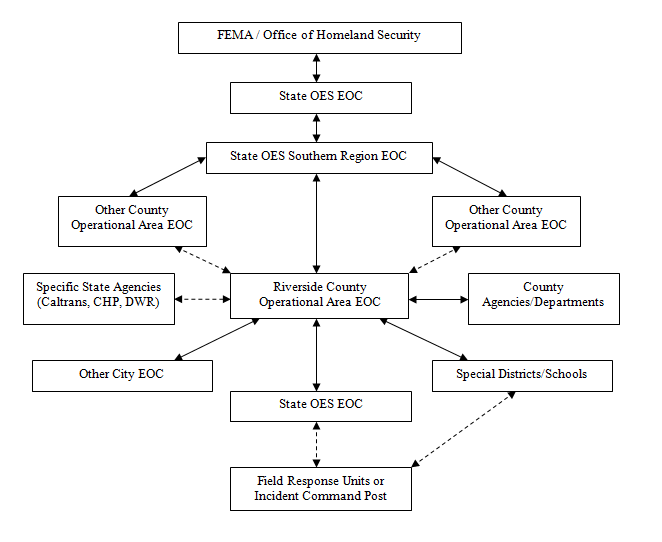 FEMA / Office of Homeland Security
State OES EOC
State OES Southern Region EOC
Other County
Operational Area EOC
Other County
Operational Area EOC
Specific State Agencies
(Caltrans, CHP, DWR)
Riverside County
Operational Area EOC
County
Agencies/Departments
Other City EOC
Special Districts/Schools
State OES EOC
Field Response Units or
Incident Command Post